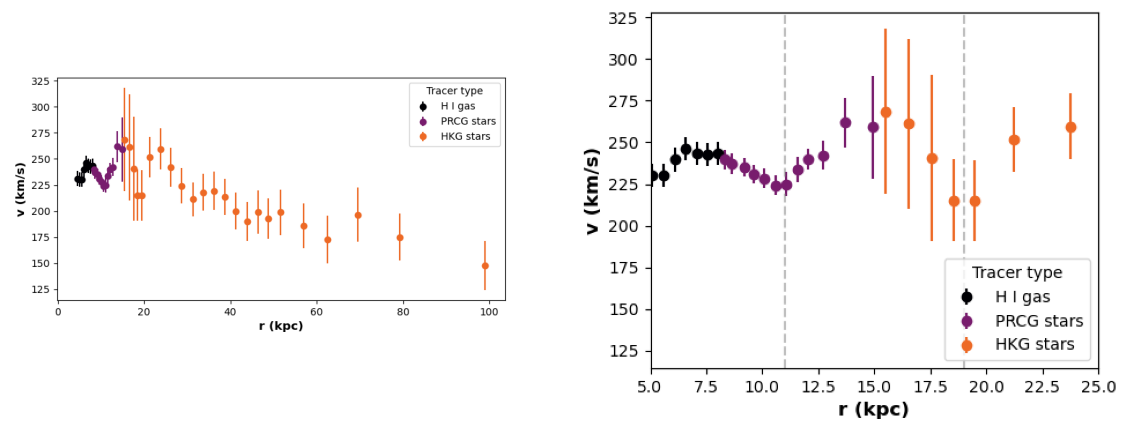 325
300
275
250
225
200
175
150
125
v (km/s)
0
20
40
60
80
100
r (kpc)
Tracer type
H I gas
PRCG stars
HKG stars
325
300
275
250
225
200
175
150
125
v (km/s)
5.0
7.5
10.0
12.5
15.0
17.5
20.0
22.5
25.0
r (kpc)
Tracer type
H I gas
PRCG stars
HKG stars